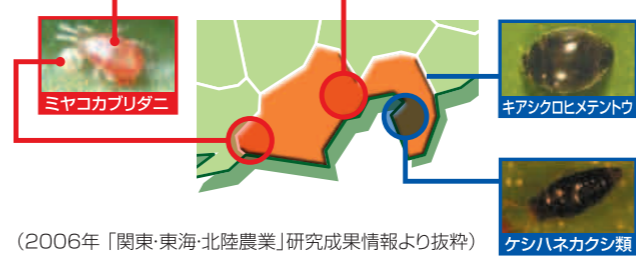 ミヤコカブリダニ
キアシクロヒメテントウ
ケシハネカクシ類
（2006年「関東・東海・北陸農業」研究成果情報より抜粋）